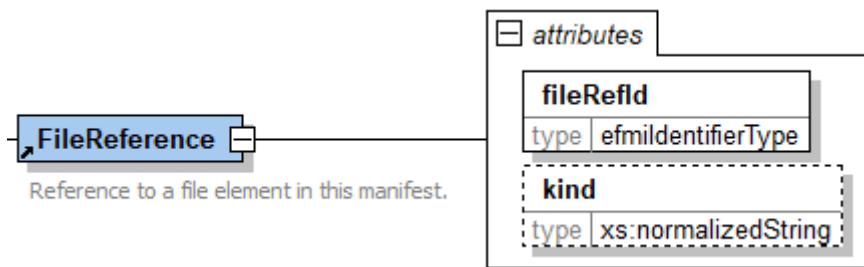 attributes
fileRefId
type efmiIdentifierType
FileReference
kind
Reference to a file element in this manifest.
type xs:normalizedString